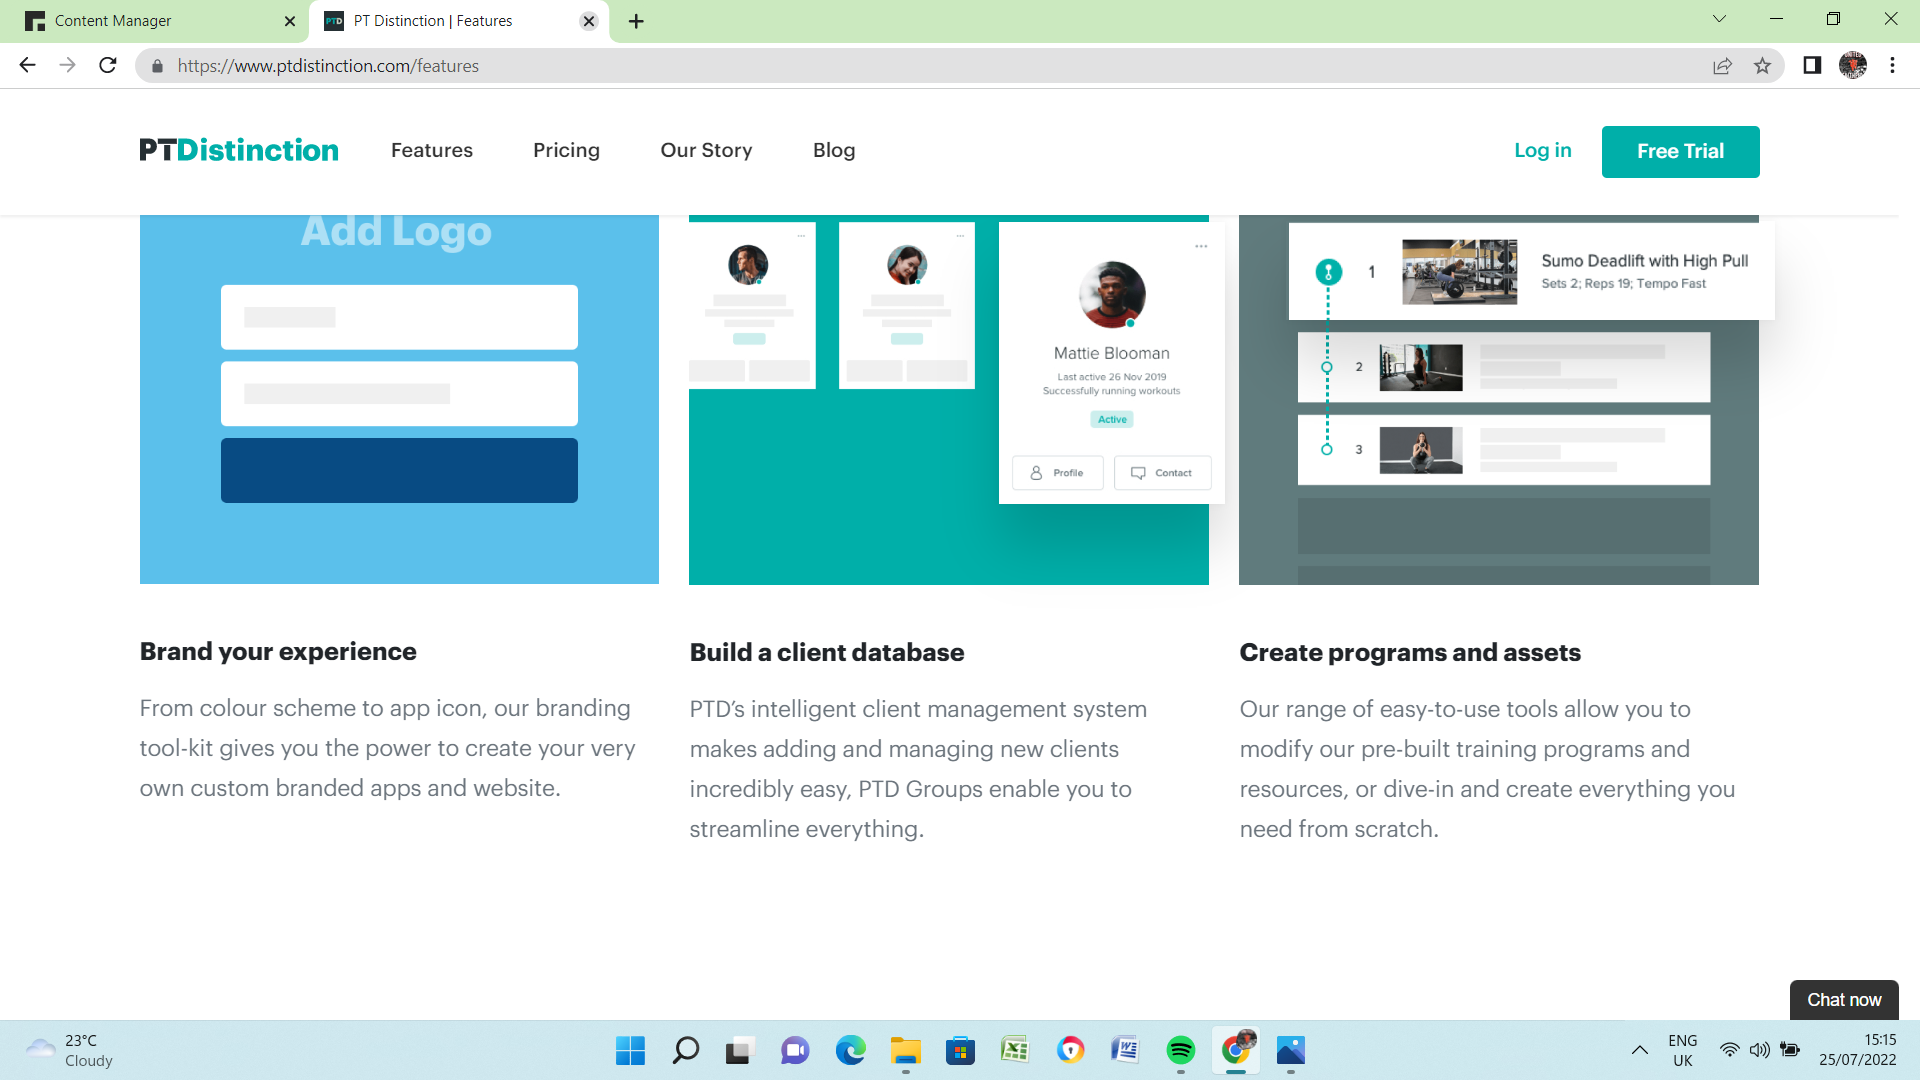 Content Manager
PT Distinction | Features
https://www.ptdistinction.com/features
PTDistinction
Features
Pricing
Our Story
Blog
Log in
Free Trial
Add Logo
Mattie Blooman
Last active 26 Nov 2019
Successfully running workouts
Active
Profile
Contact
1
Sumo Deadlift with High Pull
Sets 2; Reps 19; Tempo Fast
2
3
Brand your experience
From colour scheme to app icon, our branding
tool-kit gives you the power to create your very
own custom branded apps and website.
Build a client database
PTD's intelligent client management system
makes adding and managing new clients
incredibly easy, PTD Groups enable you to
streamline everything.
Create programs and assets
Our range of easy-to-use tools allow you to
modify our pre-built training programs and
resources, or dive-in and create everything you
need from scratch.
Chat now
23°C
Cloudy
ENG
UK
15:15
25/07/2022